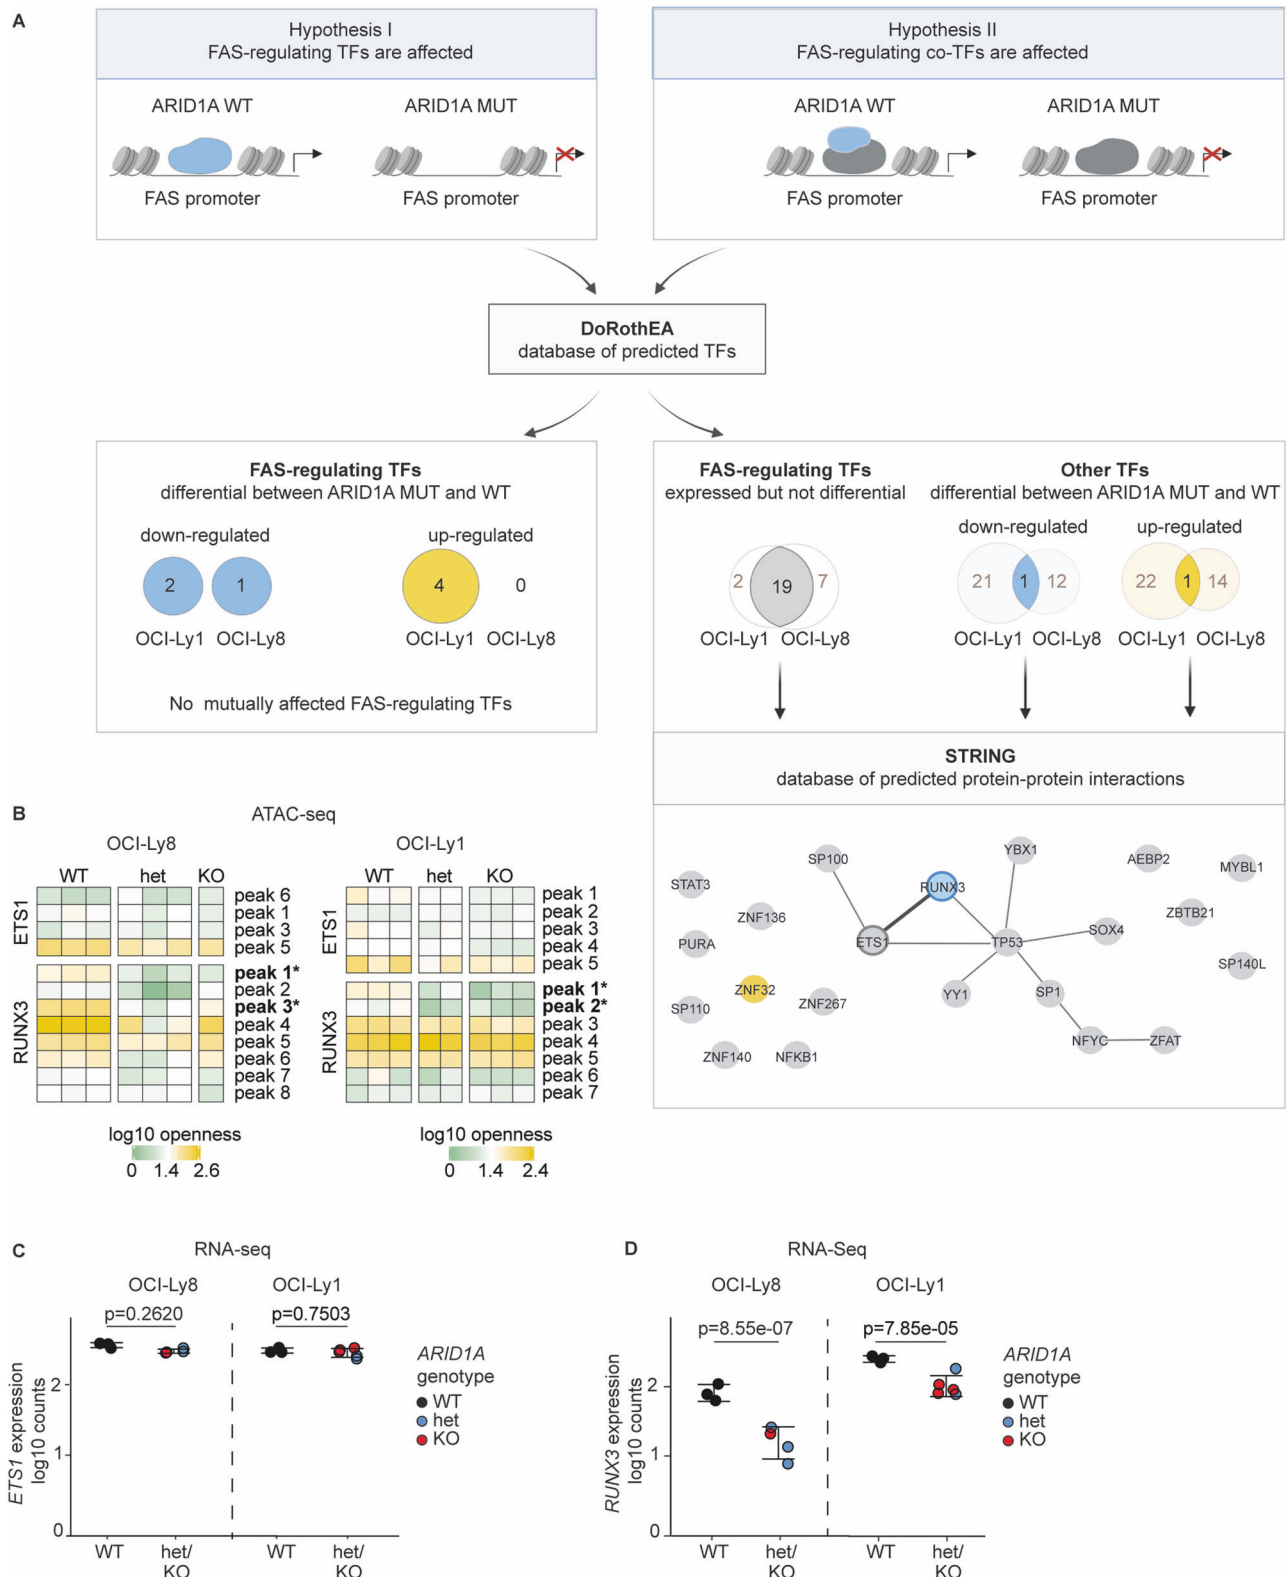 A
Hypothesis I
FAS-regulating TFs are affected
ARID1A WT
ARID1A MUT
FAS promoter
FAS promoter
Hypothesis II
FAS-regulating co-TFs are affected
ARID1A WT
ARID1A MUT
FAS promoter
FAS promoter
DoRothEA
database of predicted TFs
FAS-regulating TFs
differential between ARID1A MUT and WT
down-regulated
up-regulated
2
1
4
0
OCI-Ly1
OCI-Ly8
OCI-Ly1
OCI-Ly8
No mutually affected FAS-regulating TFs
FAS-regulating TFs
expressed but not differential
2
19
7
OCI-Ly1
OCI-Ly8
Other TFs
differential between ARID1A MUT and WT
down-regulated
up-regulated
21
1
12
22
1
14
OCI-Ly1
OCI-Ly8
OCI-Ly1
OCI-Ly8
STRING
database of predicted protein-protein interactions
SP100
YBX1
AEBP2
MYBL1
STAT3
RUNX3
ZNF136
ZBTB21
PURA
ETS1
TP53
SOX4
SP140L
ZNF32
YY1
SP1
SP110
ZNF267
NFYC
ZFAT
ZNF140
NFKB1
B
ATAC-seq
OCI-Ly8
WT
het
KO
ETS1
peak 6
peak 1
peak 3
peak 5
RUNX3
peak 1*
peak 2
peak 3*
peak 4
peak 5
peak 6
peak 7
peak 8
log10 openness
0
1.4
2.6
OCI-Ly1
WT
het
KO
ETS1
peak 1
peak 2
peak 3
peak 4
peak 5
RUNX3
peak 1*
peak 2*
peak 3
peak 4
peak 5
peak 6
peak 7
log10 openness
0
1.4
2.4
C
RNA-seq
OCI-Ly8
OCI-Ly1
p=0.2620
p=0.7503
ETS1 expression
log10 counts
2
1
0
WT
het/
KO
WT
het/
KO
ARID1A
genotype
WT
het
KO
D
RNA-Seq
OCI-Ly8
OCI-Ly1
p=8.55e-07
p=7.85e-05
RUNX3 expression
log10 counts
2
1
0
WT
het/
KO
WT
het/
KO
ARID1A
genotype
WT
het
KO